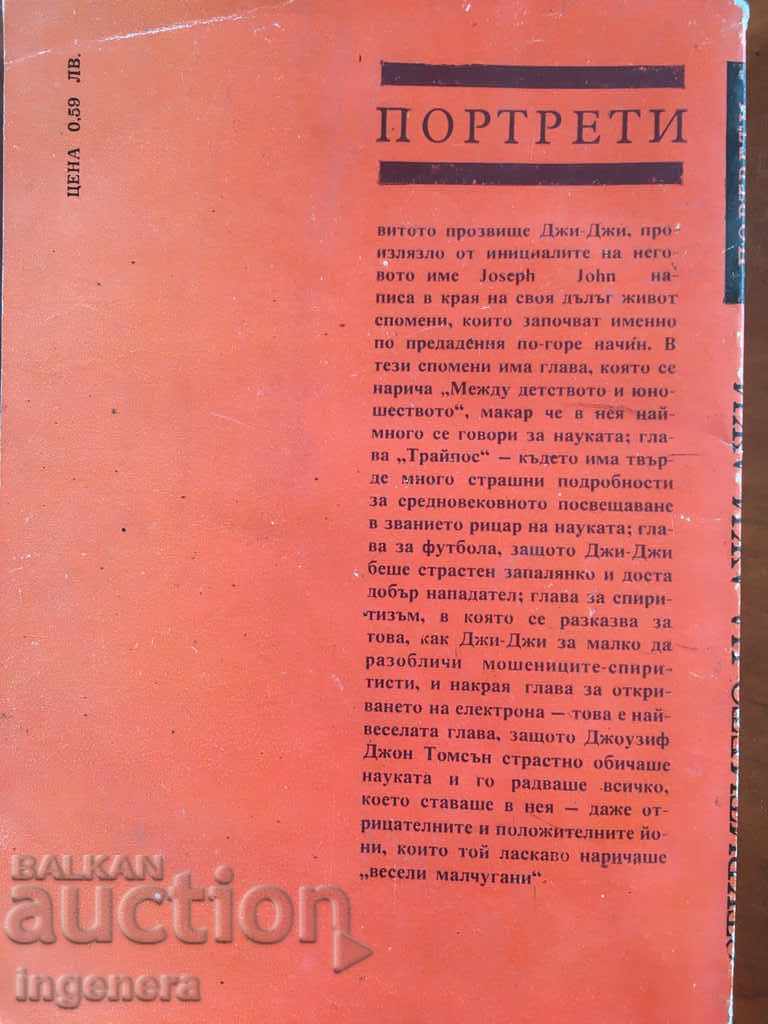 ЦЕНА 0,59 ЛВ.
ПОРТРЕТИ
витото прозвище Джи-Джи, про-
излязло от инициалите на него-
вото име Joseph John на-
писа в края на своя дълъг живот
спомени, които започват именно
по предадения по-горе начин. В
тези спомени има глава, която се
нарича „Между детството и юно-
шеството“, макар че в нея най-
много се говори за науката; гла-
ва „Трайпос“ – където има твър-
де много страшни подробности
за средновековното посвещаване
в званието рицар на науката; гла-
ва за футбола, защото Джи-Джи
беше страстен запалянко и доста
добър нападател; глава за спири-
тизъм, в която се разказва за
това, как Джи-Джи за малко да
разобличи мошениците-спири-
тисти, и накрая глава за откри-
ването на електрона – това е най-
веселата глава, защото Джоузиф
Джон Томсън страстно обичаше
науката и го радваше всичко,
което ставаше в нея – даже от-
рицателните и положителните йо-
ни, които той ласкаво наричаше
„весели малчугани“.
ПОРТРЕТИ
BALKAN
auction
ingenera